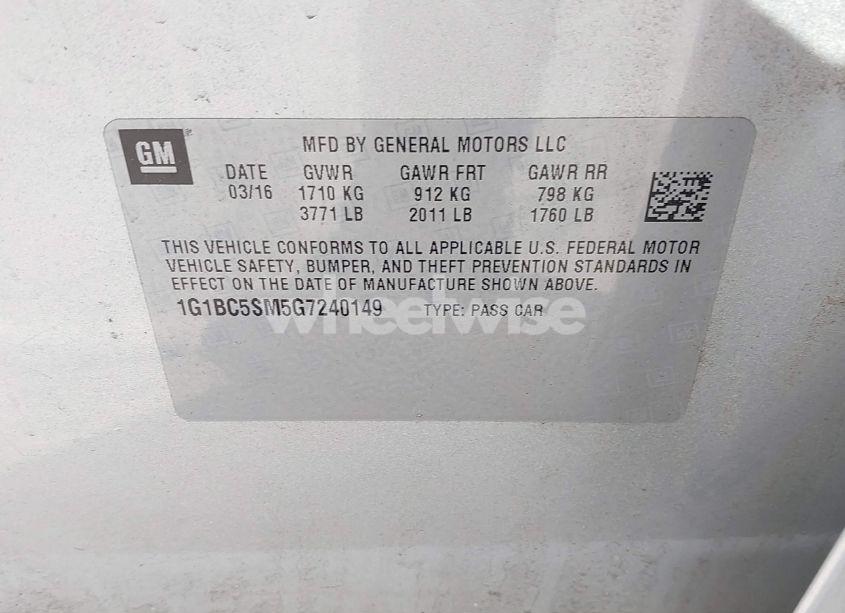 GM
MFD BY GENERAL MOTORS LLC
DATE GVWR GAWR FRT GAWR RR
03/16 1710 KG 912 KG 798 KG
3771 LB 2011 LB 1760 LB
THIS VEHICLE CONFORMS TO ALL APPLICABLE U.S. FEDERAL MOTOR
VEHICLE SAFETY, BUMPER, AND THEFT PREVENTION STANDARDS IN
EFFECT ON THE DATE OF MANUFACTURE SHOWN ABOVE.
1G1BC5SM5G7240149 TYPE: PASS CAR
wheelwise